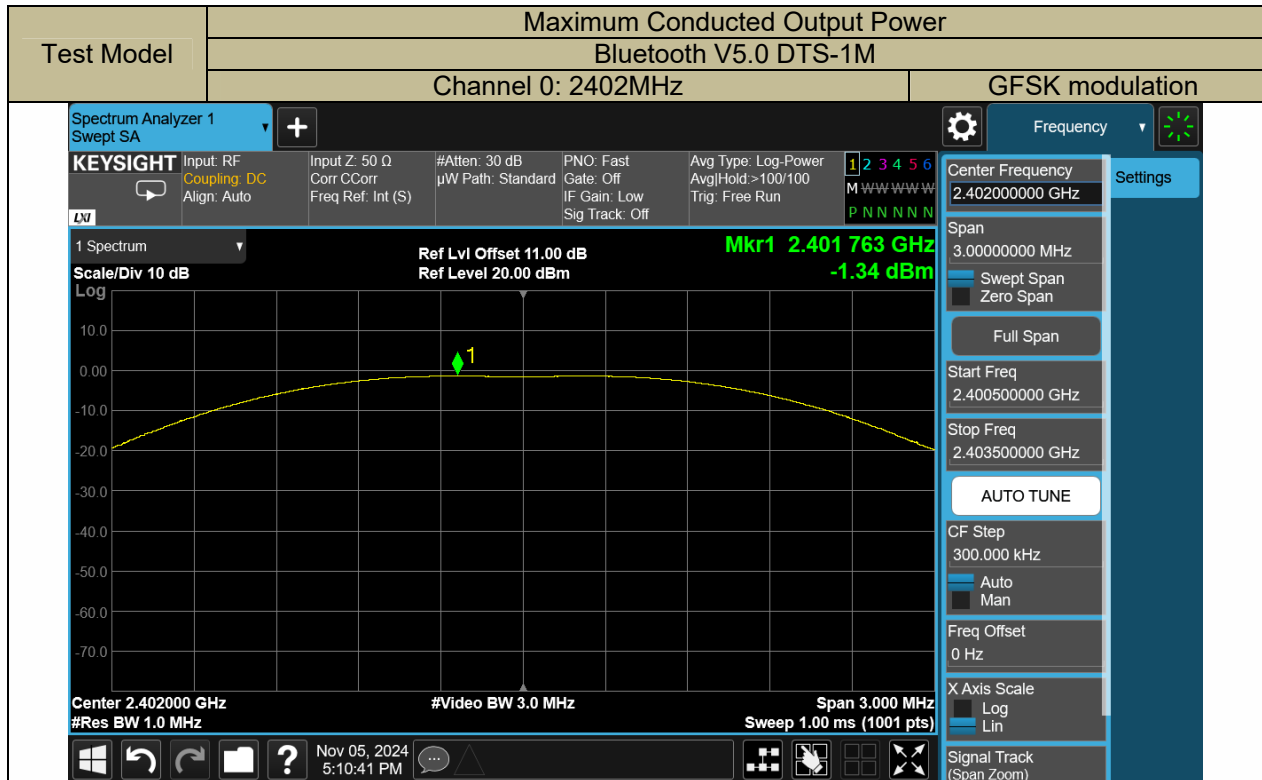 Test Model
Maximum Conducted Output Power
Bluetooth V5.0 DTS-1M
Channel 0: 2402MHz
GFSK modulation
Spectrum Analyzer 1
Swept SA
+
Frequency
KEYSIGHT
LXI
Input: RF
Coupling: DC
Align: Auto
Input Z: 50 Ω
Corr CCorr
Freq Ref: Int (S)
#Atten: 30 dB
µW Path: Standard
PNO: Fast
Gate: Off
IF Gain: Low
Sig Track: Off
Avg Type: Log-Power
Avg|Hold:>100/100
Trig: Free Run
1 2 3 4 5 6
M W W W W W
P N N N N N
1 Spectrum
Scale/Div 10 dB
Ref Lvl Offset 11.00 dB
Ref Level 20.00 dBm
Mkr1 2.401 763 GHz
-1.34 dBm
Log
10.0
0.00
-10.0
-20.0
-30.0
-40.0
-50.0
-60.0
-70.0
1
Center 2.402000 GHz
#Res BW 1.0 MHz
#Video BW 3.0 MHz
Span 3.000 MHz
Sweep 1.00 ms (1001 pts)
?
Nov 05, 2024
5:10:41 PM
Center Frequency
2.402000000 GHz
Settings
Span
3.00000000 MHz
Swept Span
Zero Span
Full Span
Start Freq
2.400500000 GHz
Stop Freq
2.403500000 GHz
AUTO TUNE
CF Step
300.000 kHz
Auto
Man
Freq Offset
0 Hz
X Axis Scale
Log
Lin
Signal Track
(Span Zoom)